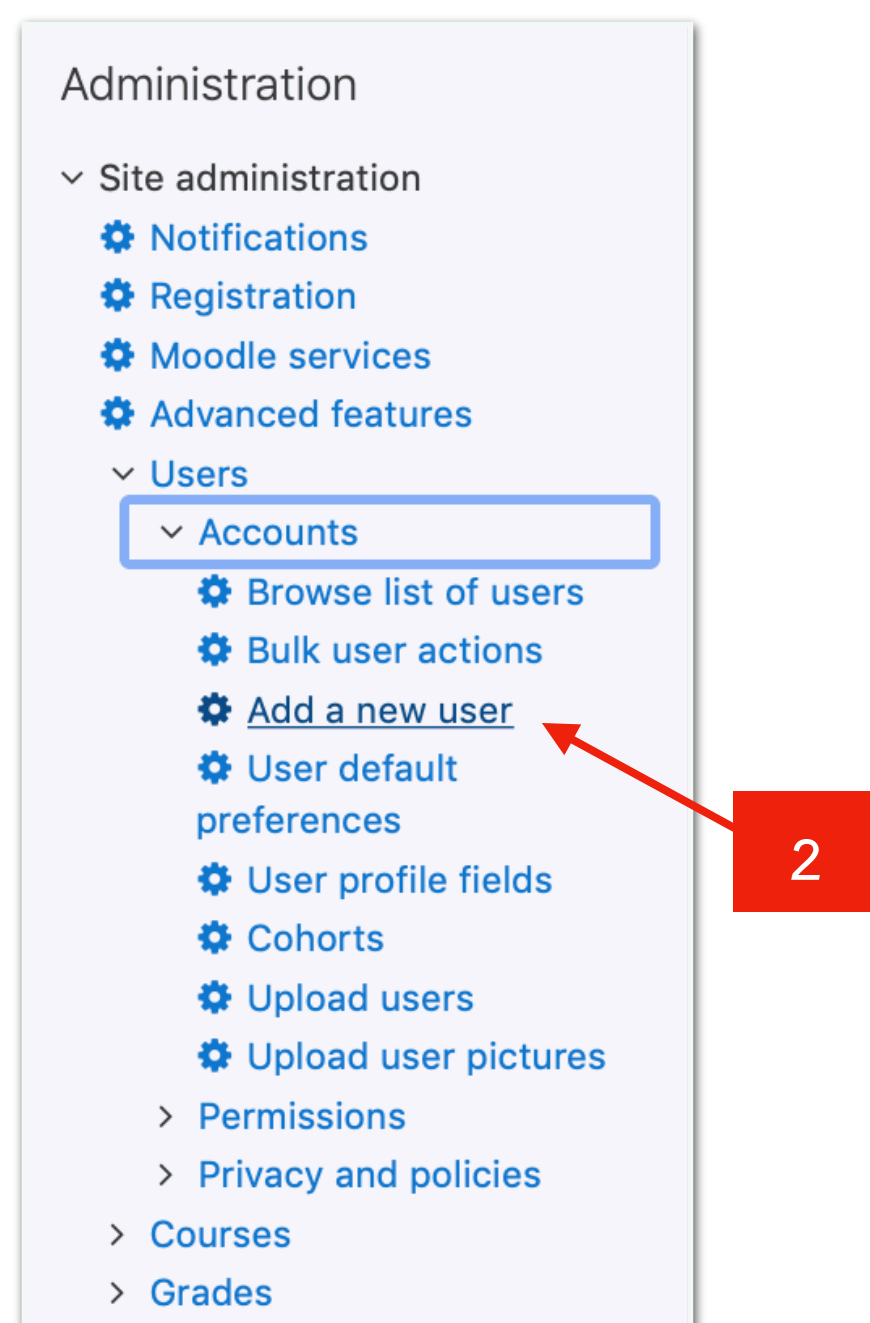 Administration
Site administration
Notifications
Registration
Moodle services
Advanced features
Users
Accounts
Browse list of users
Bulk user actions
Add a new user
User default
preferences
2
User profile fields
Cohorts
Upload users
Upload user pictures
Permissions
Privacy and policies
Courses
Grades